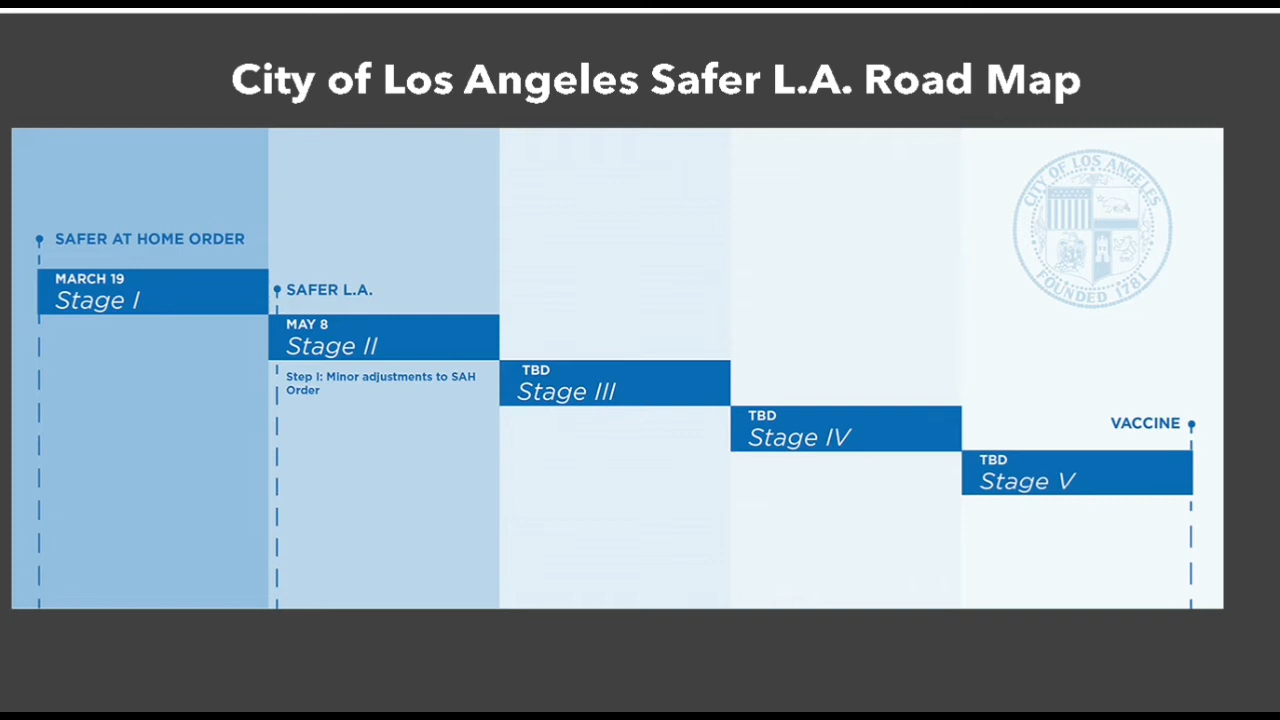 City of Los Angeles Safer L.A. Road Map
SAFER AT HOME ORDER
MARCH 19
Stage I
SAFER L.A.
MAY 8
Stage II
Step I: Minor adjustments to SAH
Order
TBD
Stage III
TBD
Stage IV
VACCINE
TBD
Stage V
CITY OF LOS ANGELES
FOUNDED 1781